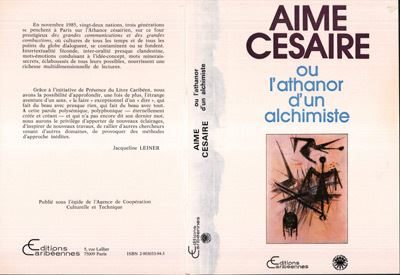 En novembre 1985, vingt-deux nations, trois générations
se penchent à Paris sur l'Athanor césairien, sur ce four
prestigieux des grandes communications et des grandes
combustions, où cultures de tous les temps et de tous les
points du globe dialoguent, se contaminent ou se fondent.
Intertextualité féconde, inter-oralité presque clandestine,
mots-émotions conduisant à l'idée-concept, mots minerais-
secrets, éclaboussés de tous leurs possibles, nourrissent une
richesse multidimensionnelle de lectures.
Grâce à l'initiative de Présence du Livre Caribéen, nous
avons la possibilité d'approfondir, une fois de plus, l'étrange
aventure d'un sens, « le faire « exceptionnel d'un « dire », qui
fait du beau avec presque rien, qui fait du beau avec tout.
A cette parole polysémique, polyphonique — éternellement
créée et créant — et qui n'a pas encore dit son dernier mot,
nous aurons le privilège d'apporter de nouveaux éclairages,
d'inspirer de nouveaux travaux, de rallier d'autres chercheurs
venant d'autres domaines, de provoquer des méthodes
d'approche inédites.
Jacqueline LEINER
Publié sous l'égide de l'Agence de Coopération
Culturelle et Technique
Editions
Caribéennes
5, rue Lallier
75009 Paris
ISBN 2-903033-94-3
AIME
CESAIRE
ou l'athanor
d'un alchimiste
AIME
CESAIRE
ou
l'athanor
d'un
alchimiste
Editions
Caribéennes